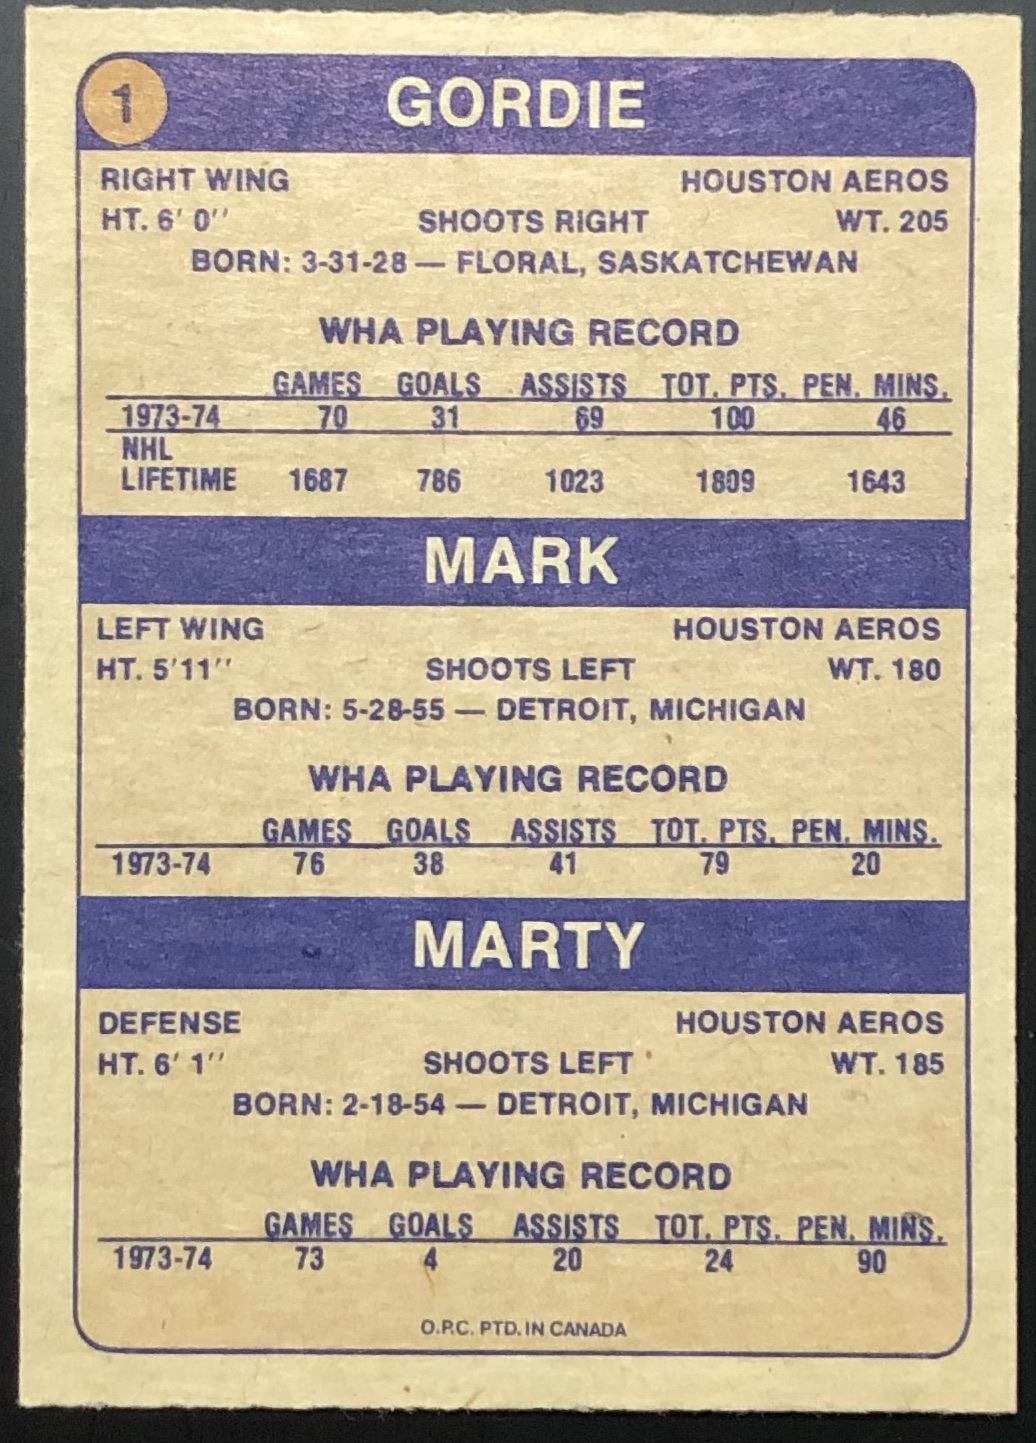 1
GORDIE
RIGHT WING HOUSTON AEROS
HT. 6' 0'' SHOOTS RIGHT WT. 205
BORN: 3-31-28 — FLORAL, SASKATCHEWAN
WHA PLAYING RECORD
GAMES GOALS ASSISTS TOT. PTS. PEN. MINS.
1973-74 70 31 69 100 46
NHL
LIFETIME 1687 786 1023 1809 1643
MARK
LEFT WING HOUSTON AEROS
HT. 5'11'' SHOOTS LEFT WT. 180
BORN: 5-28-55 — DETROIT, MICHIGAN
WHA PLAYING RECORD
GAMES GOALS ASSISTS TOT. PTS. PEN. MINS.
1973-74 76 38 41 79 20
MARTY
DEFENSE HOUSTON AEROS
HT. 6' 1'' SHOOTS LEFT WT. 185
BORN: 2-18-54 — DETROIT, MICHIGAN
WHA PLAYING RECORD
GAMES GOALS ASSISTS TOT. PTS. PEN. MINS.
1973-74 73 4 20 24 90
O.P.C. PTD. IN CANADA